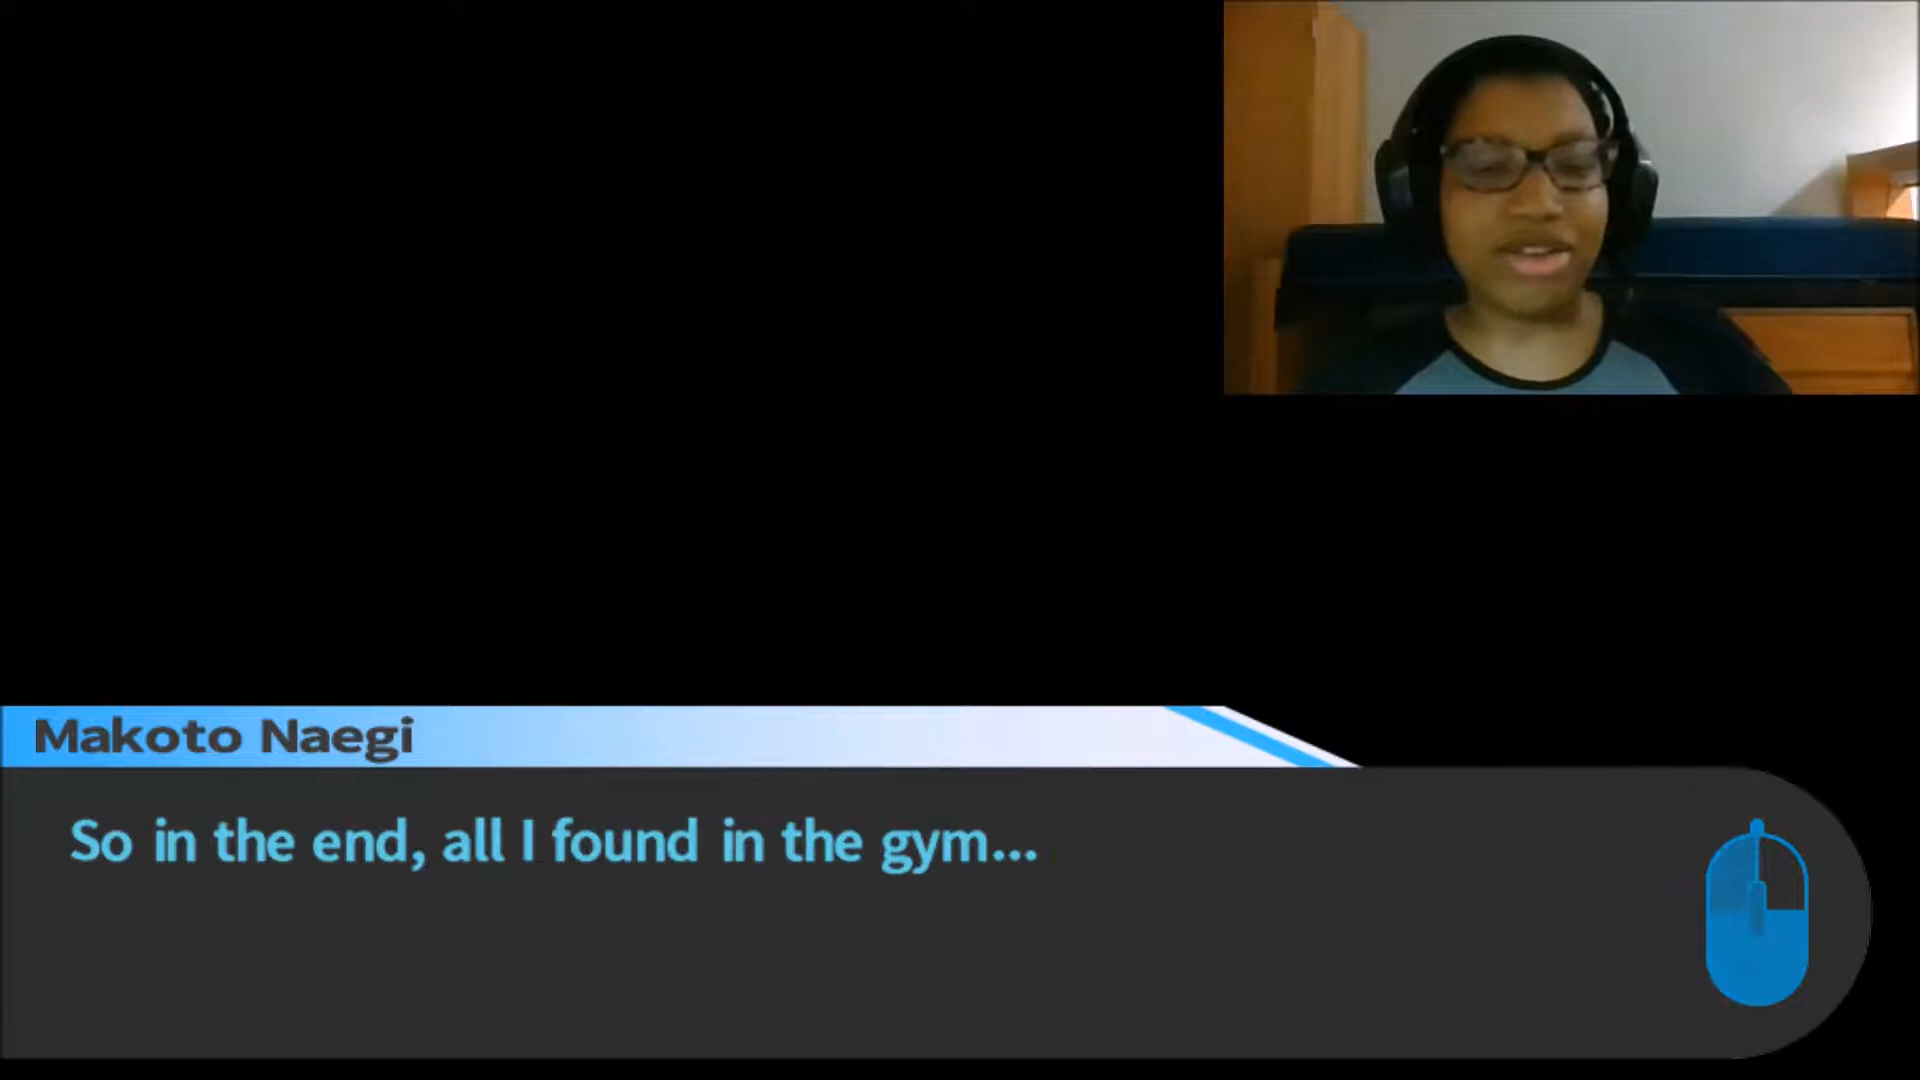 Makoto Naegi
So in the end, all I found in the gym...